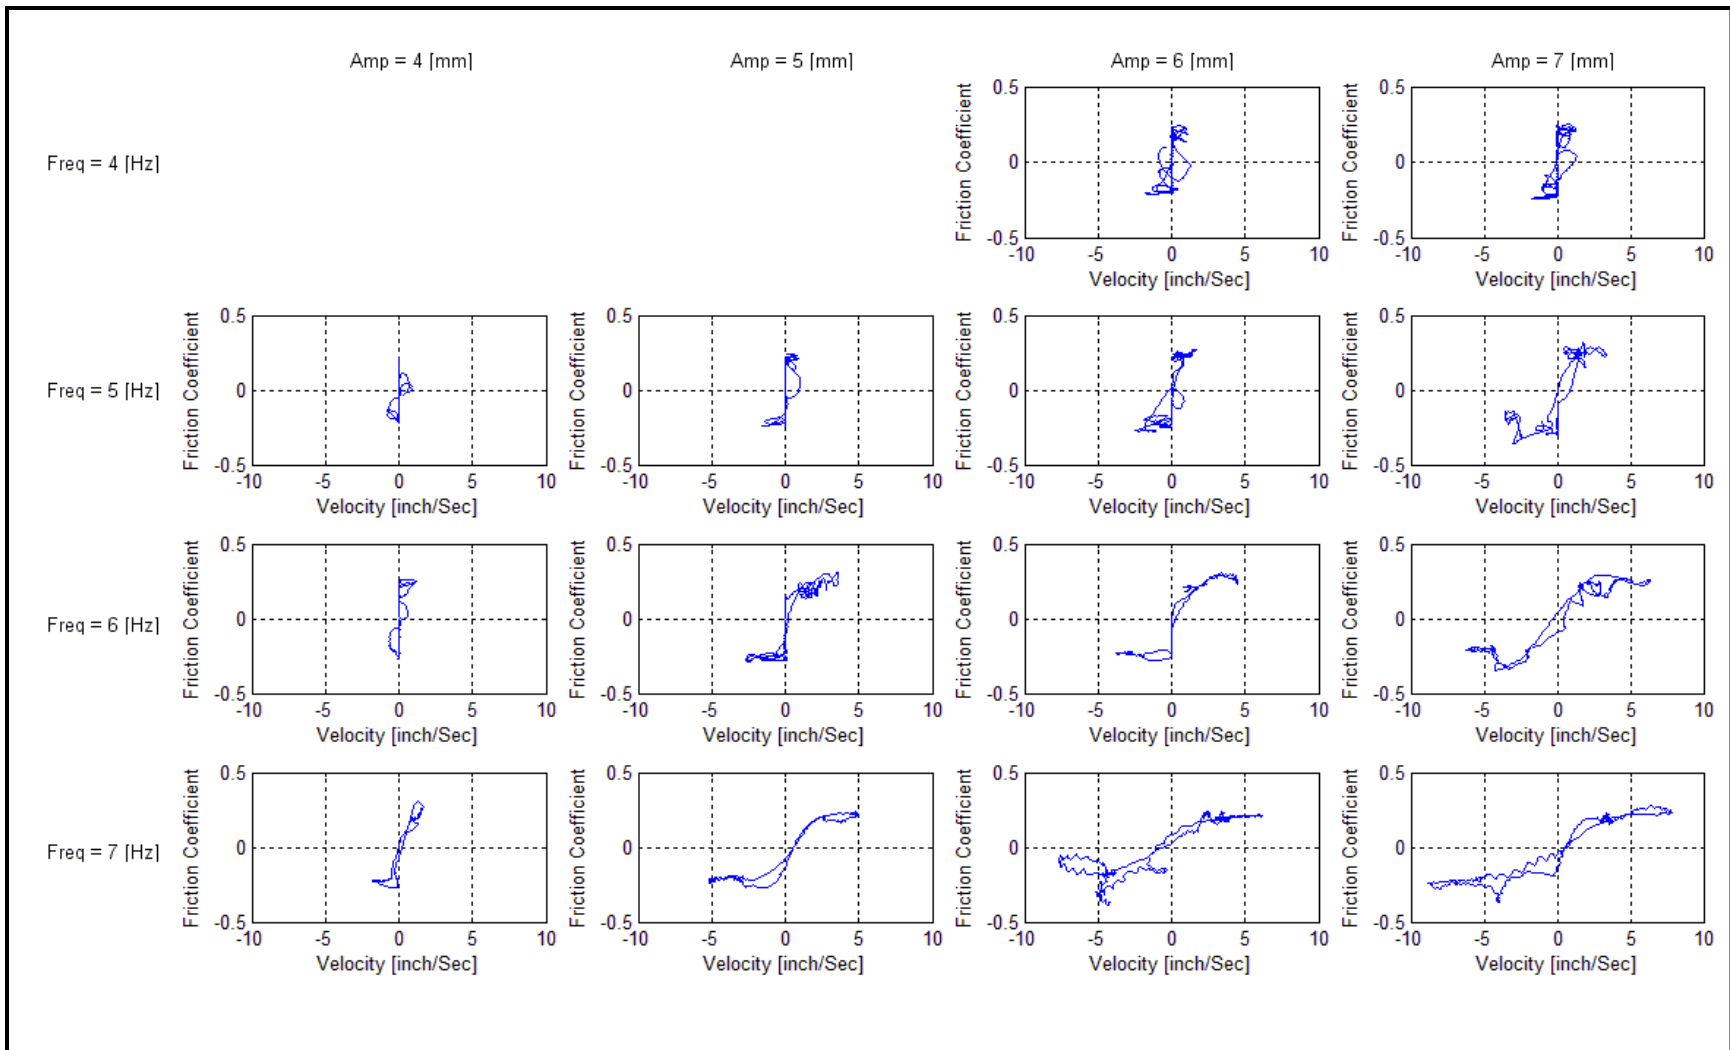 Amp = 4 [mm]
Amp = 5 [mm]
Amp = 6 [mm]
Amp = 7 [mm]
Freq = 4 [Hz]
Friction Coefficient
0.5
0
-0.5
-10 -5 0 5 10
Velocity [inch/Sec]
Friction Coefficient
0.5
0
-0.5
-10 -5 0 5 10
Velocity [inch/Sec]
Freq = 5 [Hz]
Friction Coefficient
0.5
0
-0.5
-10 -5 0 5 10
Velocity [inch/Sec]
Friction Coefficient
0.5
0
-0.5
-10 -5 0 5 10
Velocity [inch/Sec]
Friction Coefficient
0.5
0
-0.5
-10 -5 0 5 10
Velocity [inch/Sec]
Friction Coefficient
0.5
0
-0.5
-10 -5 0 5 10
Velocity [inch/Sec]
Freq = 6 [Hz]
Friction Coefficient
0.5
0
-0.5
-10 -5 0 5 10
Velocity [inch/Sec]
Friction Coefficient
0.5
0
-0.5
-10 -5 0 5 10
Velocity [inch/Sec]
Friction Coefficient
0.5
0
-0.5
-10 -5 0 5 10
Velocity [inch/Sec]
Friction Coefficient
0.5
0
-0.5
-10 -5 0 5 10
Velocity [inch/Sec]
Freq = 7 [Hz]
Friction Coefficient
0.5
0
-0.5
-10 -5 0 5 10
Velocity [inch/Sec]
Friction Coefficient
0.5
0
-0.5
-10 -5 0 5 10
Velocity [inch/Sec]
Friction Coefficient
0.5
0
-0.5
-10 -5 0 5 10
Velocity [inch/Sec]
Friction Coefficient
0.5
0
-0.5
-10 -5 0 5 10
Velocity [inch/Sec]